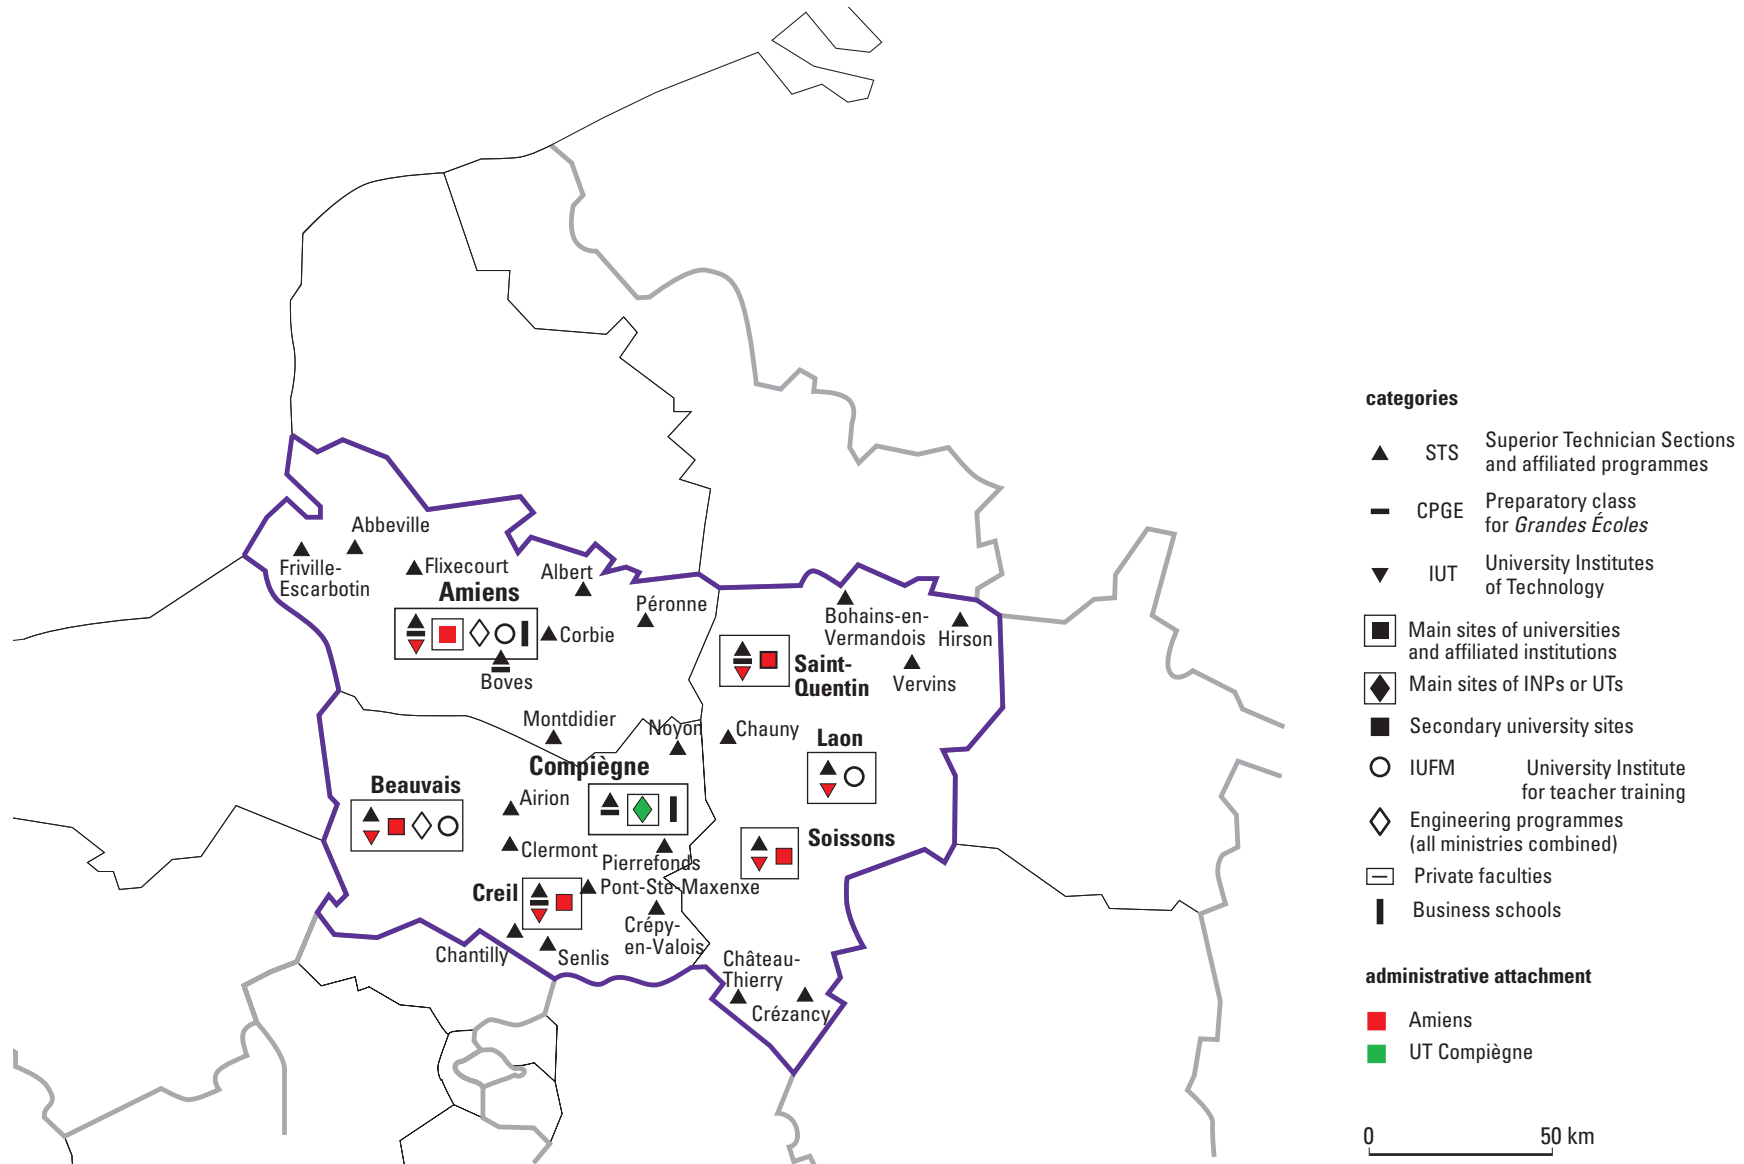 Abbeville
Friville-
Escarbotin
Flixecourt
Albert
Amiens
Péronne
Corbie
Boves
Bohains-en-
Vermandois
Hirson
Saint-
Quentin
Vervins
Montdidier
Noyon
Chauny
Laon
Compiègne
Beauvais
Airion
Clermont
Pierrefonds
Soissons
Creil
Pont-Ste-Maxenxe
Crépy-
en-Valois
Chantilly
Senlis
Château-
Thierry
Crézancy
categories
STS Superior Technician Sections
and affiliated programmes
CPGE Preparatory class
for Grandes Écoles
IUT University Institutes
of Technology
Main sites of universities
and affiliated institutions
Main sites of INPs or UTs
Secondary university sites
IUFM University Institute
for teacher training
Engineering programmes
(all ministries combined)
Private faculties
Business schools
administrative attachment
Amiens
UT Compiègne
0 50 km